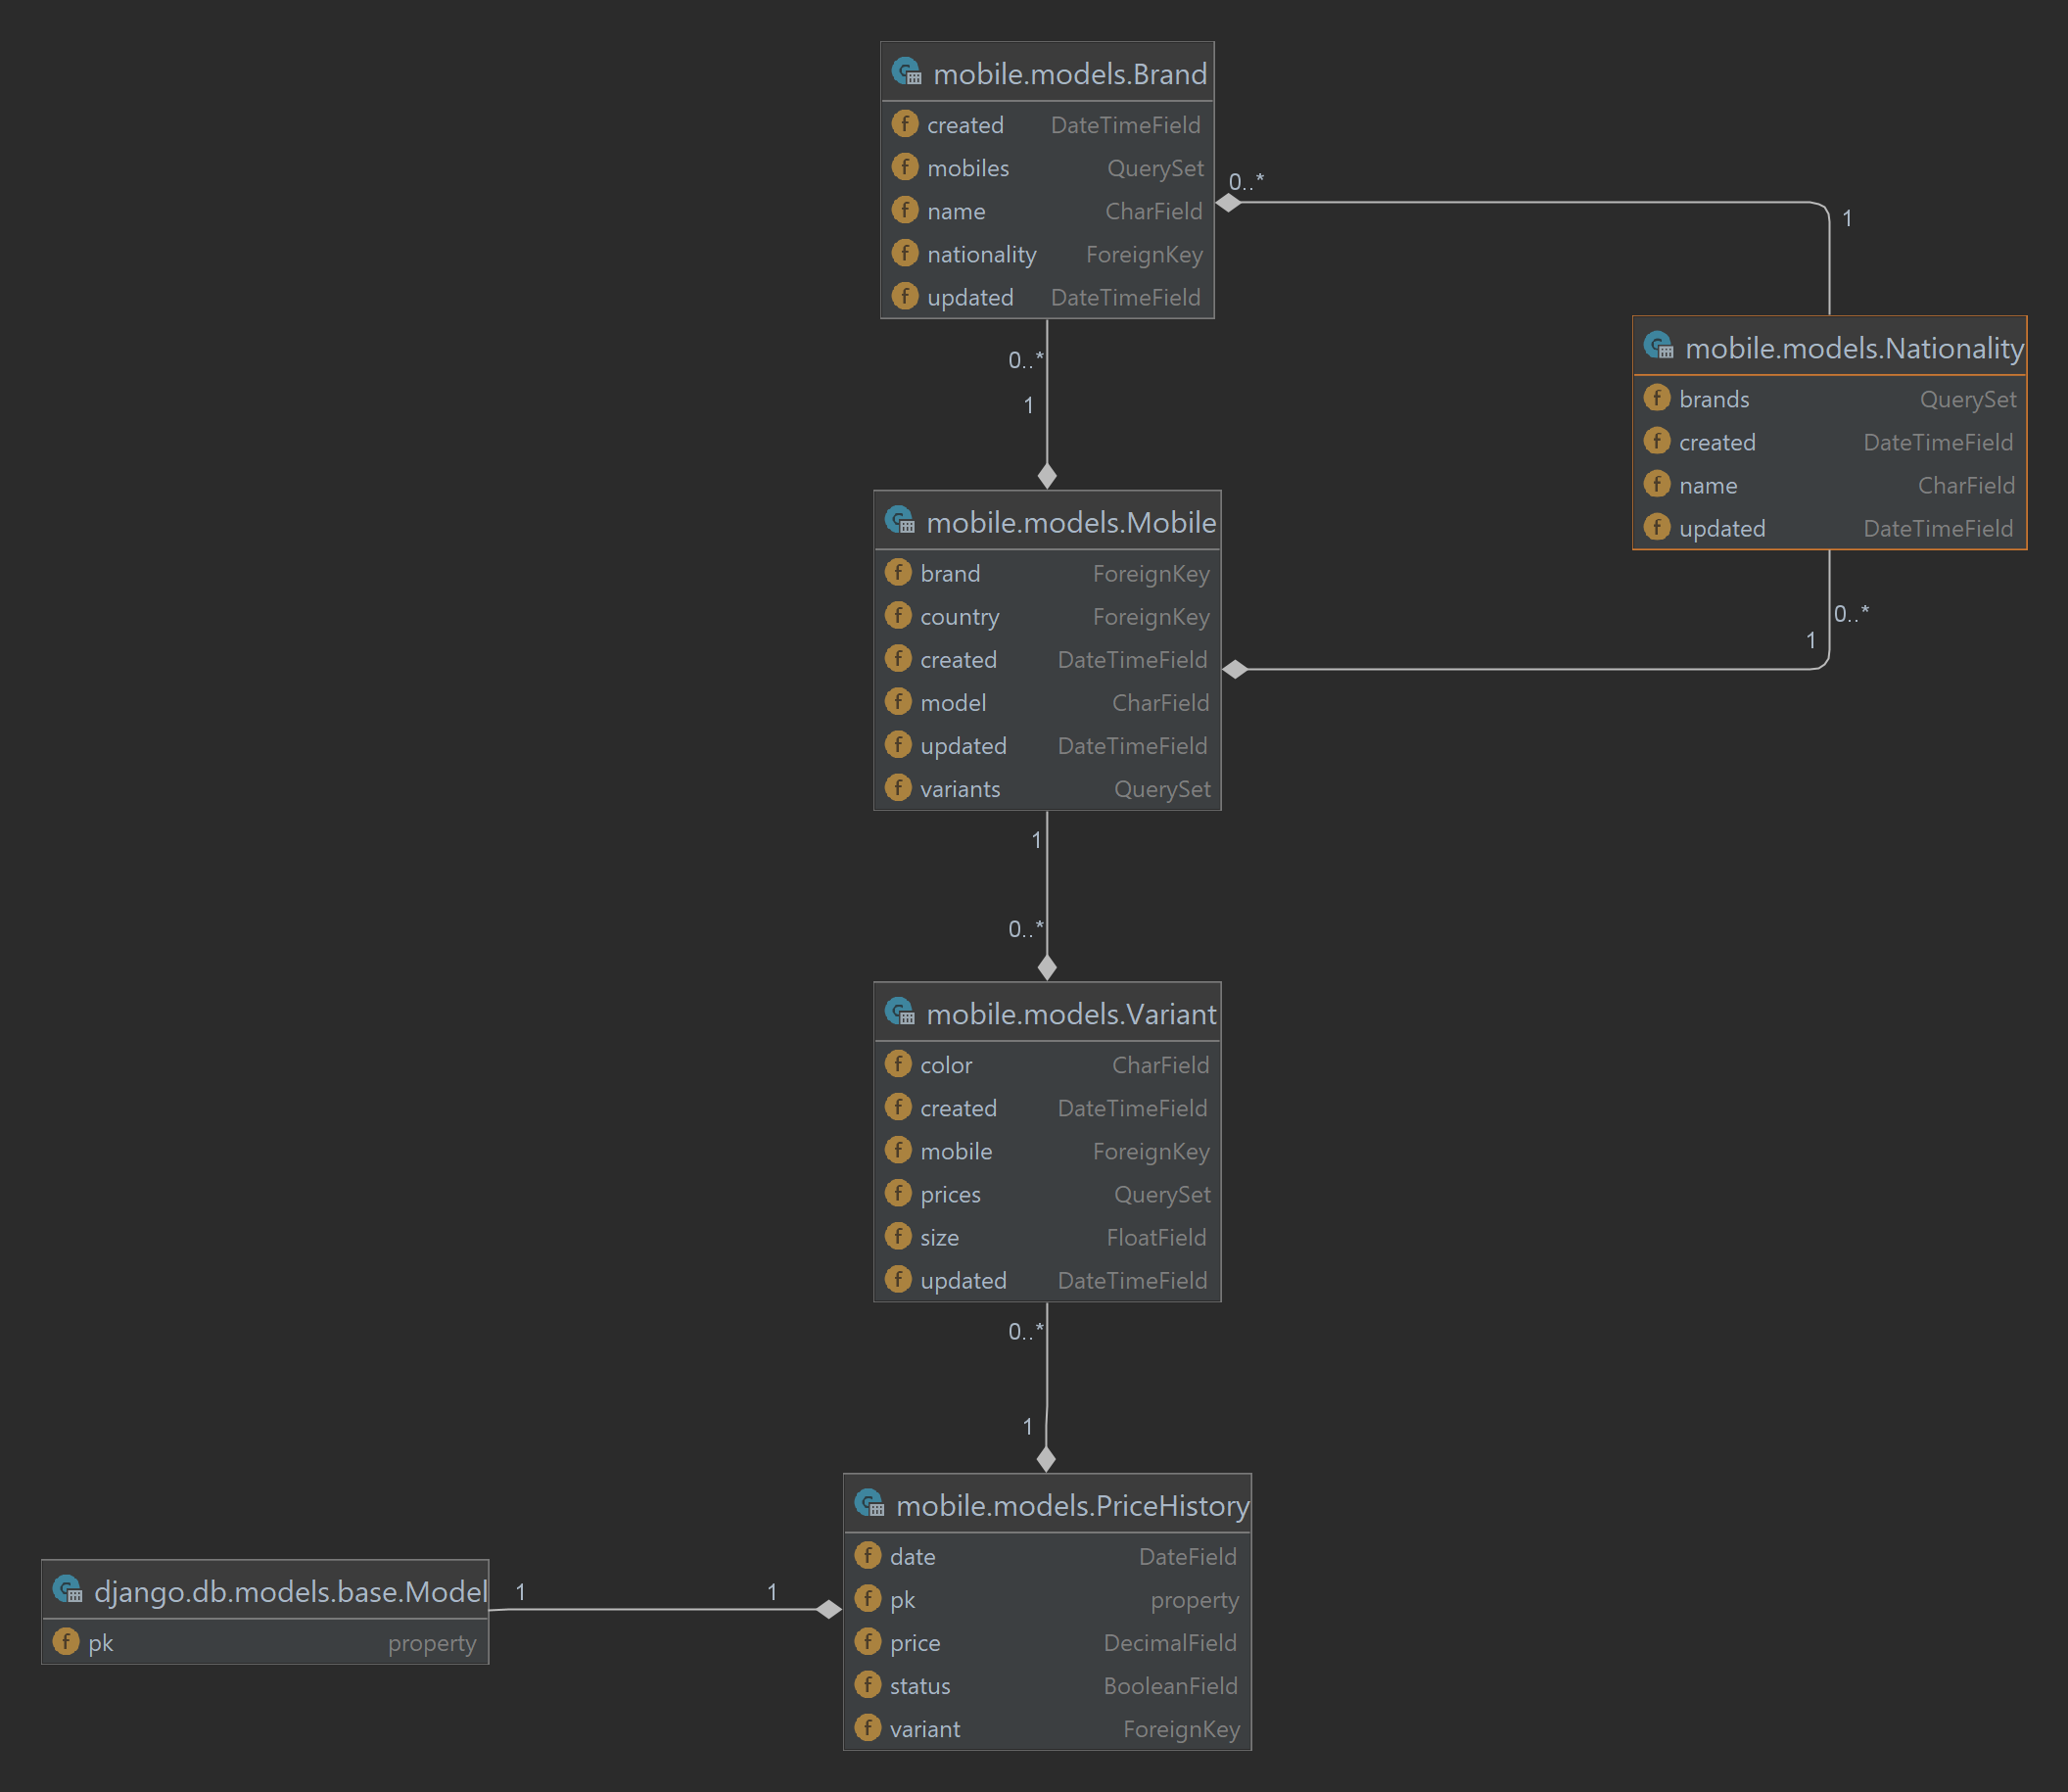 mobile.models.Brand
created DateTimeField
mobiles QuerySet
name CharField
nationality ForeignKey
updated DateTimeField
0..*
1
mobile.models.Nationality
brands QuerySet
created DateTimeField
name CharField
updated DateTimeField
0..*
1
0..*
1
mobile.models.Mobile
brand ForeignKey
country ForeignKey
created DateTimeField
model CharField
updated DateTimeField
variants QuerySet
1
0..*
mobile.models.Variant
color CharField
created DateTimeField
mobile ForeignKey
prices QuerySet
size FloatField
updated DateTimeField
0..*
1
mobile.models.PriceHistory
date DateField
pk property
price DecimalField
status BooleanField
variant ForeignKey
django.db.models.base.Model
pk property
1
1